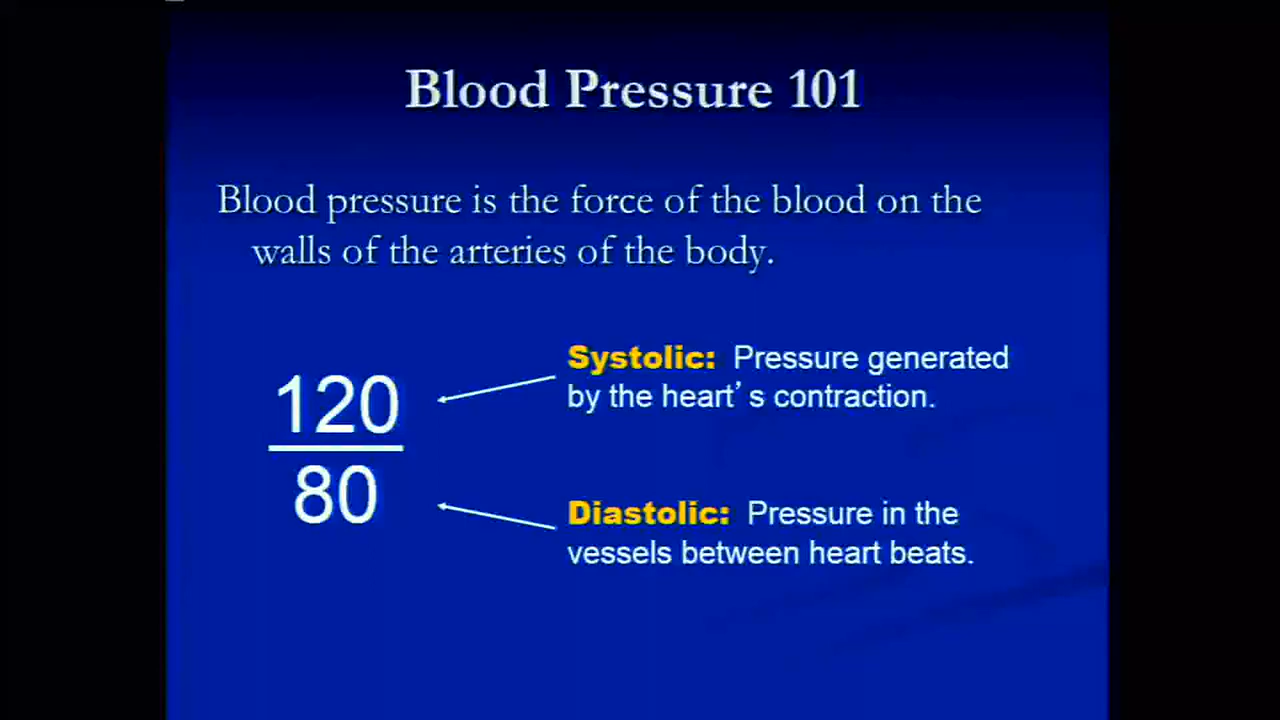 Blood Pressure 101
Blood pressure is the force of the blood on the
walls of the arteries of the body.
Systolic: Pressure generated
by the heart’s contraction.
120
80
Diastolic: Pressure in the
vessels between heart beats.